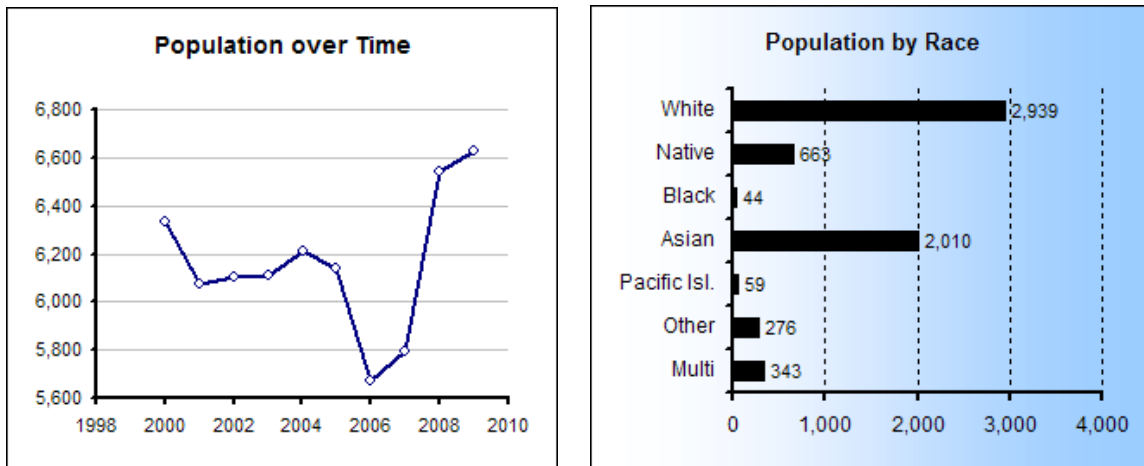 Population over Time
6,800
6,600
6,400
6,200
6,000
5,800
5,600
1998 2000 2002 2004 2006 2008 2010
Population by Race
White 2,939
Native 663
Black 44
Asian 2,010
Pacific Isl. 59
Other 276
Multi 343
0 1,000 2,000 3,000 4,000